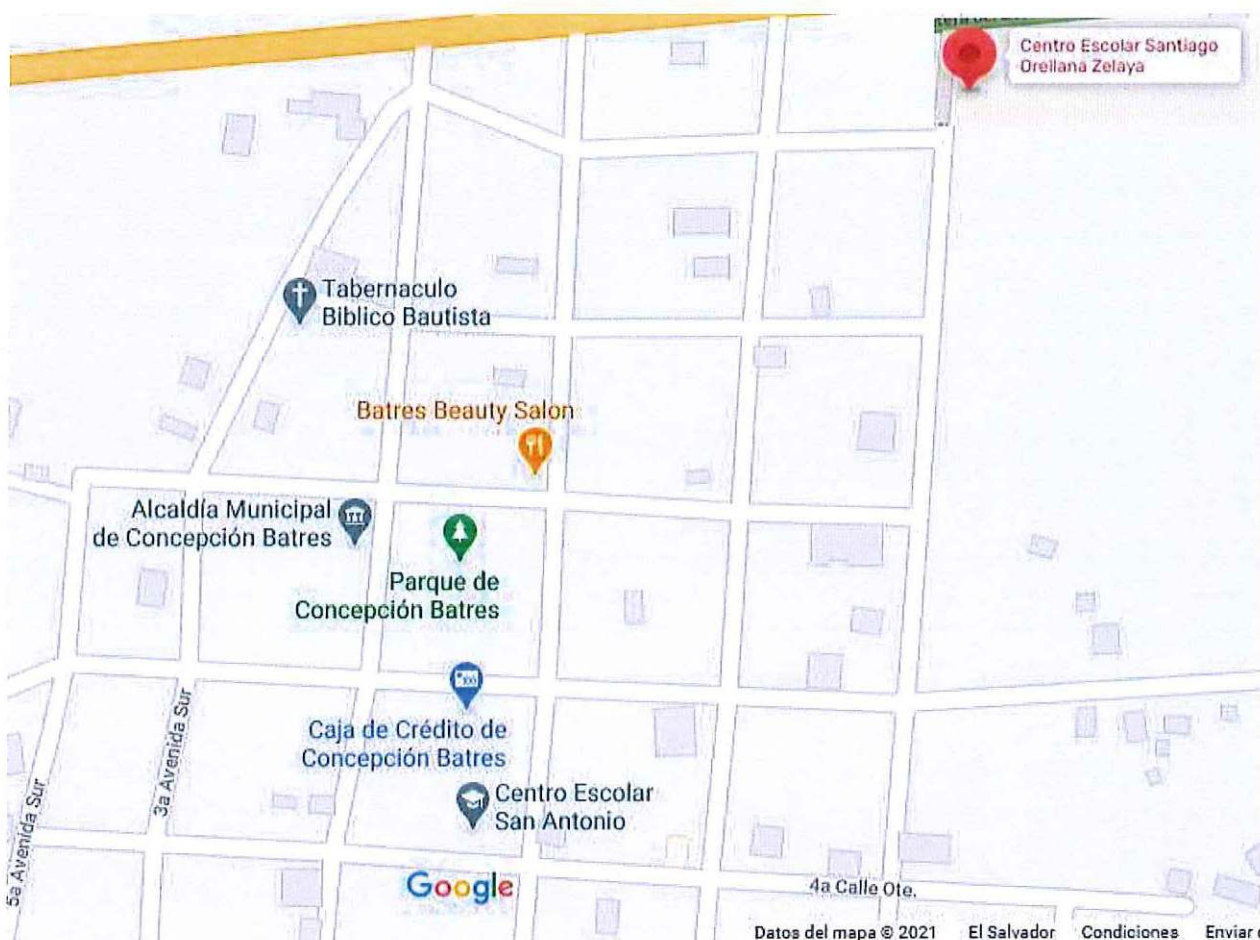 Centro Escolar Santiago
Orellana Zelaya
Tabernaculo
Biblico Bautista
Batres Beauty Salon
Alcaldía Municipal
de Concepción Batres
Parque de
Concepción Batres
Caja de Crédito de
Concepción Batres
3a Avenida Sur
5a Avenida Sur
Centro Escolar
San Antonio
Google
4a Calle Ote.
Datos del mapa © 2021 El Salvador Condiciones Enviar